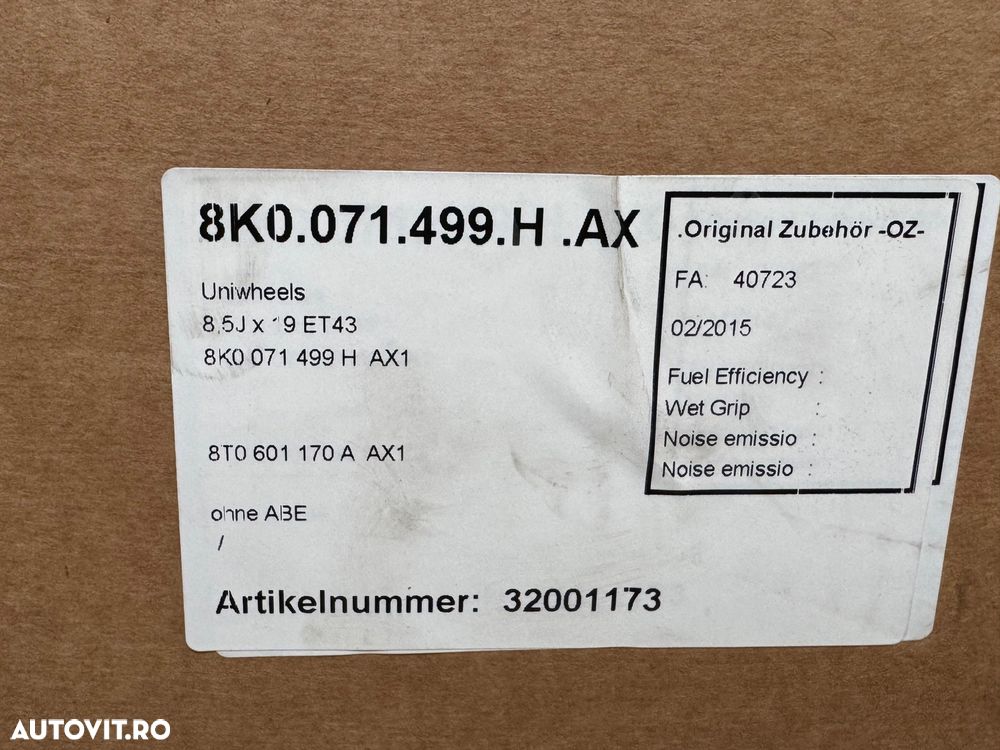 8K0.071.499.H .AX
Uniwheels
8,5J x 19 ET43
8K0 071 499 H AX1
8T0 601 170 A AX1
ohne ABE
/
Artikelnummer: 32001173
.Original Zubehör -OZ-
FA: 40723
02/2015
Fuel Efficiency :
Wet Grip :
Noise emissio :
Noise emissio :
AUTOVIT.RO